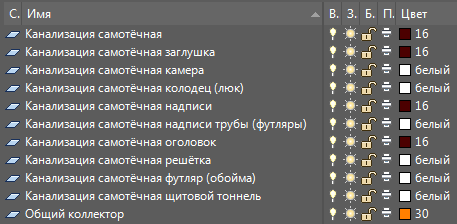 С. Имя В. З. Б. П. Цвет
Канализация самотёчная 16
Канализация самотёчная заглушка 16
Канализация самотёчная камера белый
Канализация самотёчная колодец (люк) белый
Канализация самотёчная надписи 16
Канализация самотёчная надписи трубы (футляры) белый
Канализация самотёчная оголовок 16
Канализация самотёчная решётка белый
Канализация самотёчная футляр (обойма) белый
Канализация самотёчная щитовой тоннель белый
Общий коллектор 30